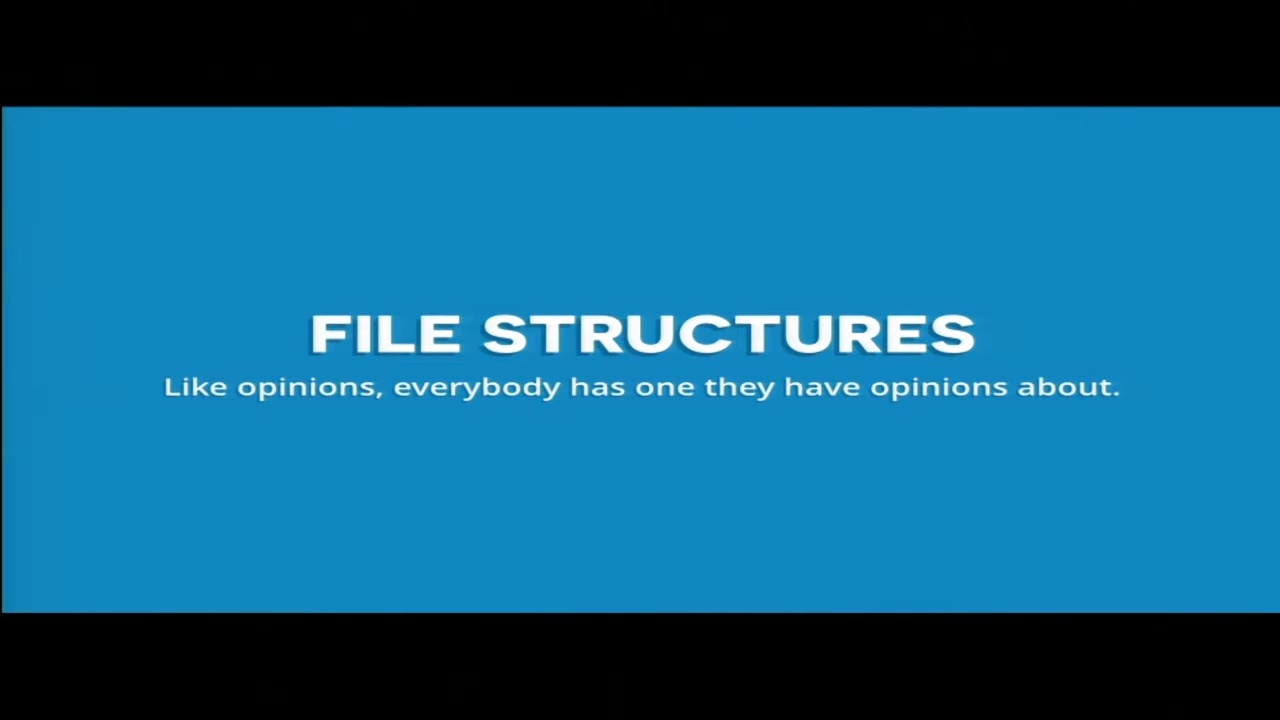 FILE STRUCTURES
Like opinions, everybody has one they have opinions about.